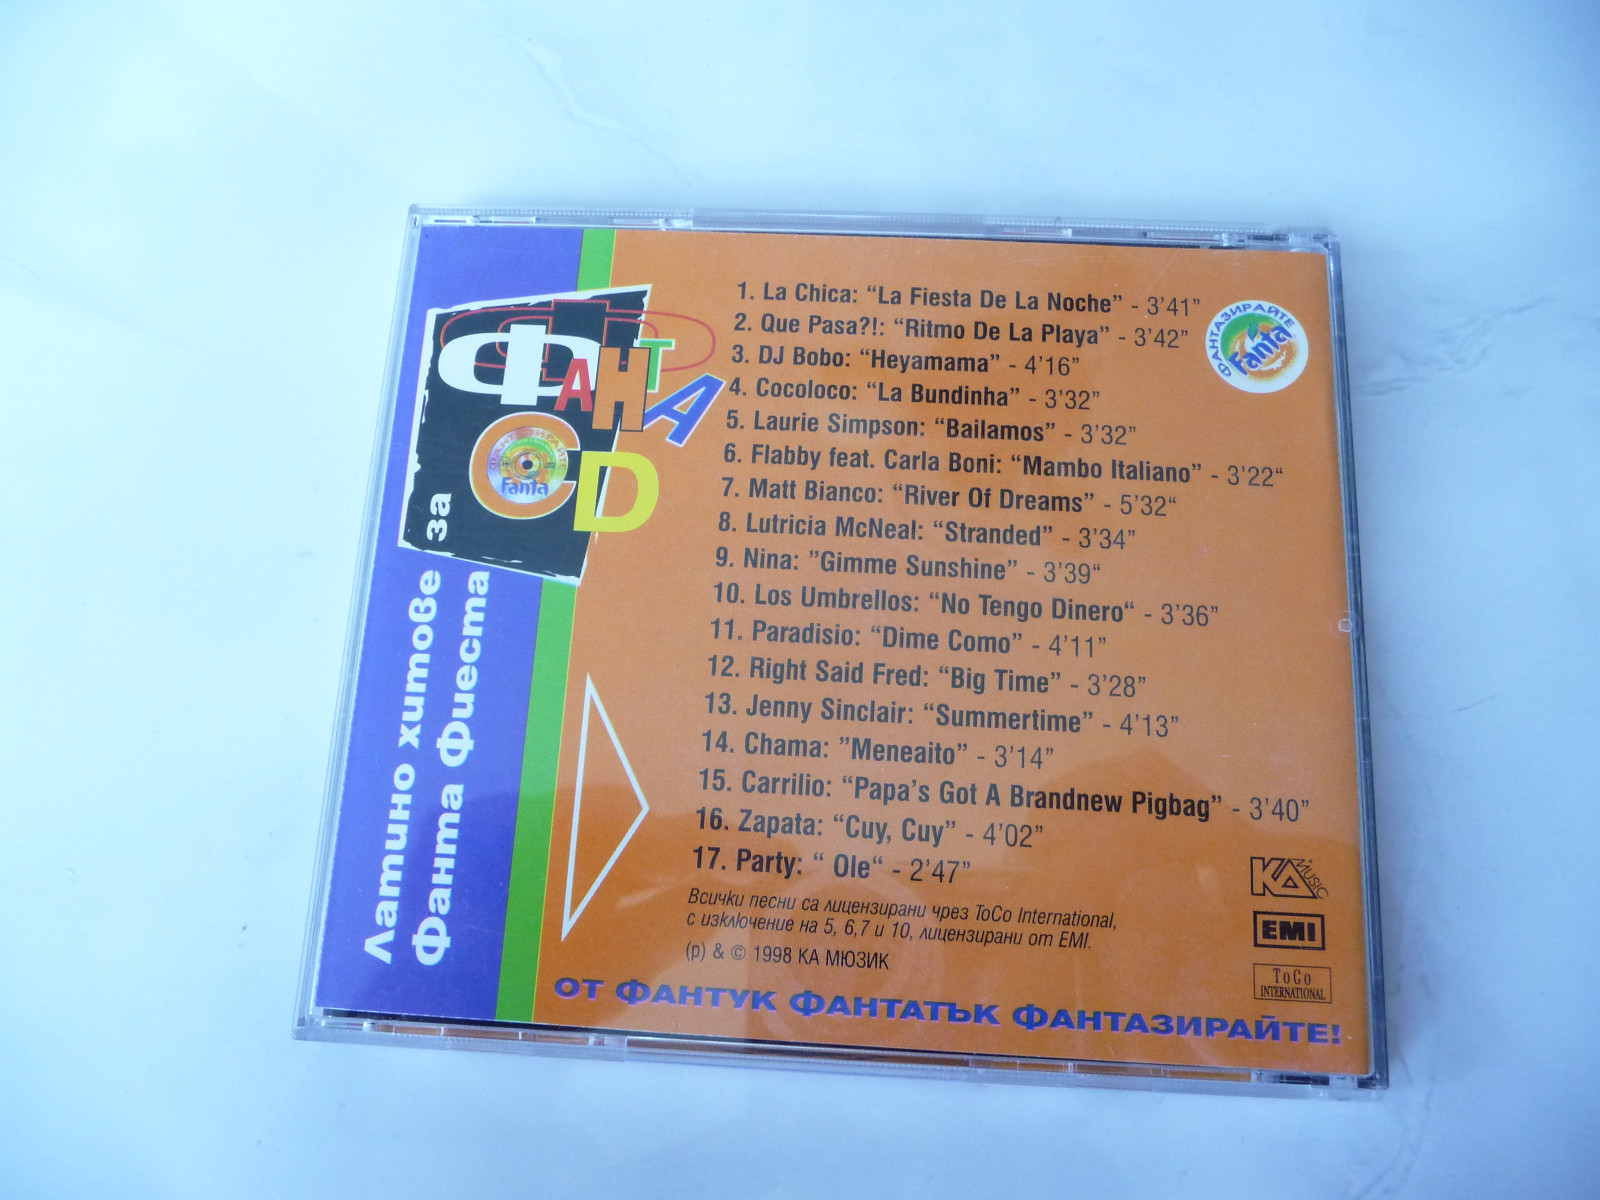 Латино хитове за
Фанта Фиеста
ФАНТА
CD
ФАНТАЗИРАЙТЕ
Fanta
1. La Chica: “La Fiesta De La Noche” - 3’41”
2. Que Pasa?!: “Ritmo De La Playa” - 3’42”
3. DJ Bobo: “Heyamama” - 4’16”
4. Cocoloco: “La Bundinha” - 3’32”
5. Laurie Simpson: “Bailamos” - 3’32”
6. Flabby feat. Carla Boni: “Mambo Italiano” - 3’22“
7. Matt Bianco: “River Of Dreams” - 5’32“
8. Lutricia McNeal: “Stranded” - 3’34”
9. Nina: ”Gimme Sunshine” - 3’39“
10. Los Umbrellos: “No Tengo Dinero“ - 3’36”
11. Paradisio: “Dime Como” - 4’11”
12. Right Said Fred: “Big Time” - 3’28”
13. Jenny Sinclair: “Summertime” - 4’13”
14. Chama: ”Meneaito” - 3’14”
15. Carrilio: “Papa’s Got A Brandnew Pigbag” - 3’40”
16. Zapata: “Cuy, Cuy” - 4’02”
17. Party: “ Ole“ - 2’47”
Всички песни са лицензирани чрез ToCo International,
с изключение на 5, 6,7 и 10, лицензирани от EMI.
(p) & © 1998 КА МЮЗИК
ОТ ФАНТУК ФАНТАТЪК ФАНТАЗИРАЙТЕ!
ФАНТАЗИРАЙТЕ
Fanta
KA MUSIC
EMI
ToCo
INTERNATIONAL